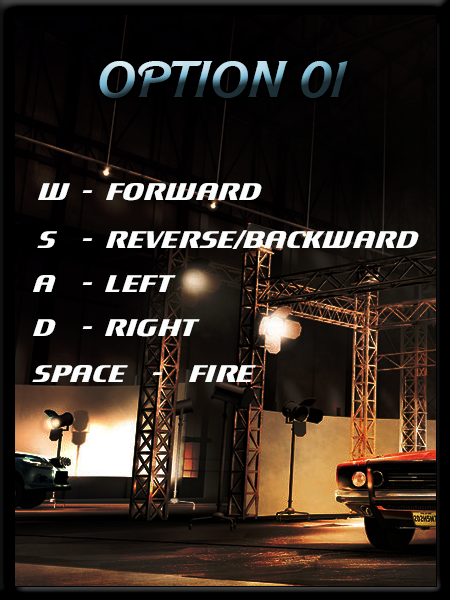 OPTION 01
W - FORWARD
S - REVERSE/BACKWARD
A - LEFT
D - RIGHT
SPACE - FIRE